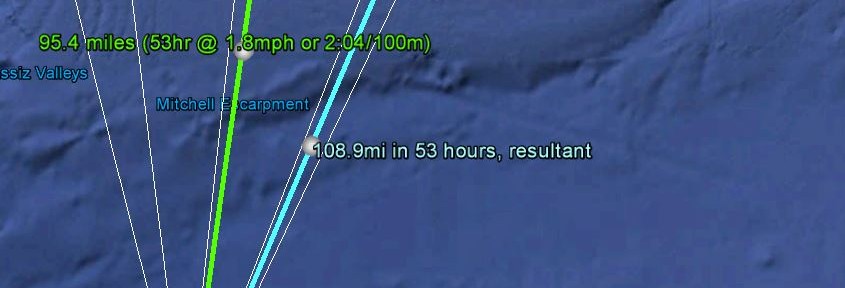 95.4 miles (53hr @ 1.8mph or 2:04/100m)
ssiz Valleys
Mitchell Escarpment
108.9mi in 53 hours, resultant